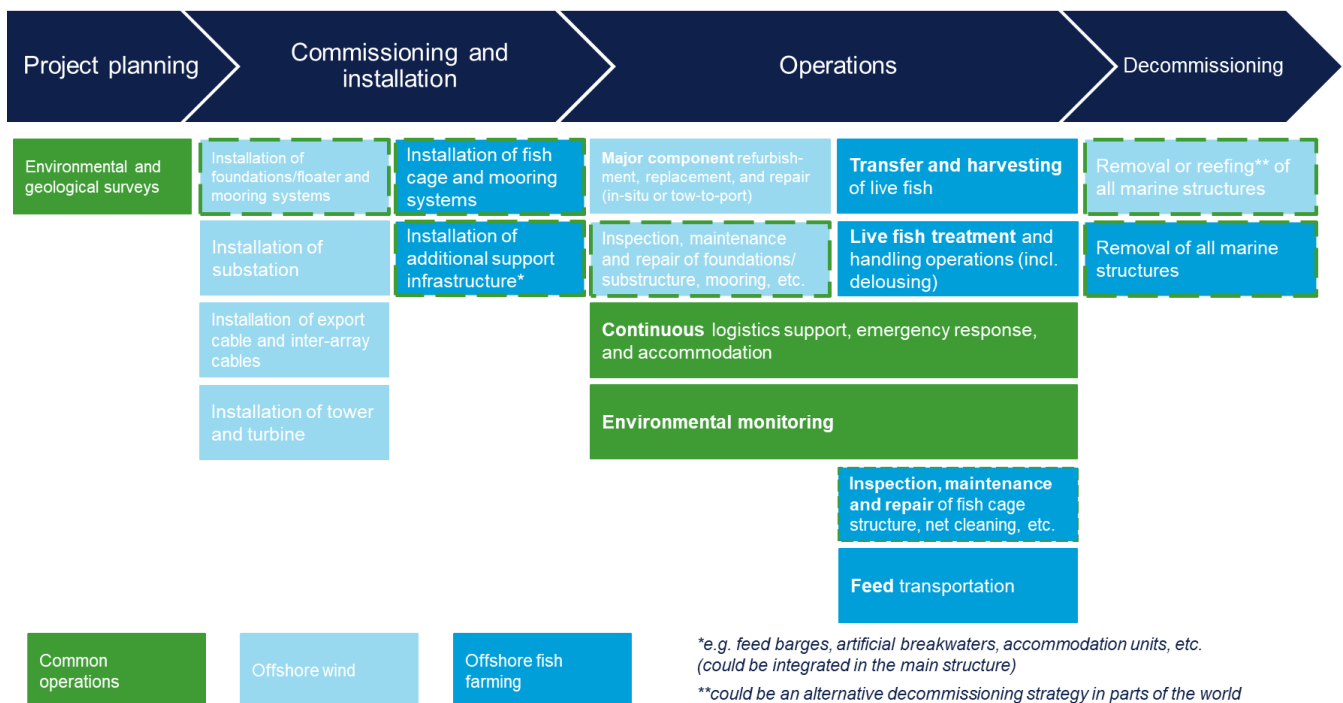 Project planning
Commissioning and
installation
Operations
Decommissioning
Environmental and
geological surveys
Installation of
foundations/floater and
mooring systems
Installation of fish
cage and mooring
systems
Major component refurbish-
ment, replacement, and repair
(in-situ or tow-to-port)
Transfer and harvesting
of live fish
Removal or reefing** of
all marine structures
Installation of
substation
Installation of
additional support
infrastructure*
Inspection, maintenance
and repair of foundations/
substructure, mooring, etc.
Live fish treatment and
handling operations (incl.
delousing)
Removal of all marine
structures
Installation of export
cable and inter-array
cables
Continuous logistics support, emergency response,
and accommodation
Installation of tower
and turbine
Environmental monitoring
Inspection, maintenance
and repair of fish cage
structure, net cleaning, etc.
Feed transportation
Common
operations
Offshore wind
Offshore fish
farming
*e.g. feed barges, artificial breakwaters, accommodation units, etc.
(could be integrated in the main structure)
**could be an alternative decommissioning strategy in parts of the world